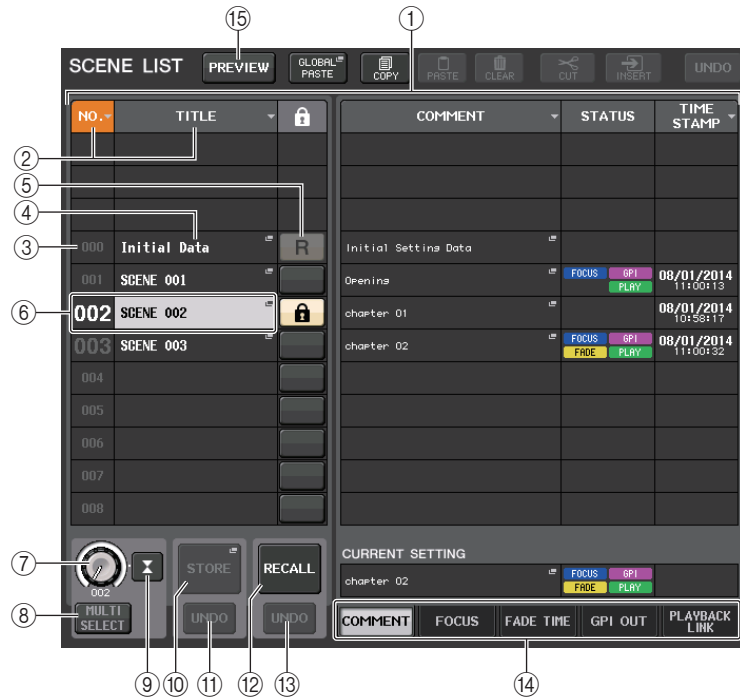 ⑮ ①
SCENE LIST PREVIEW GLOBAL PASTE COPY PASTE CLEAR CUT INSERT UNDO
NO. TITLE COMMENT STATUS TIME STAMP
②
⑤
④
③ 000 Initial Data R Initial Setting Data
001 SCENE 001 Opening FOCUS GPI PLAY 08/01/2014 11:00:13
⑥ 002 SCENE 002 chapter 01 08/01/2014 10:58:17
003 SCENE 003 chapter 02 FOCUS GPI FADE PLAY 08/01/2014 11:00:32
004
005
006
007
008
CURRENT SETTING
⑦ 002 STORE RECALL chapter 02 FOCUS GPI FADE PLAY
⑧ MULTI SELECT UNDO UNDO COMMENT FOCUS FADE TIME GPI OUT PLAYBACK LINK
⑨ ⑩ ⑪ ⑫ ⑬ ⑭